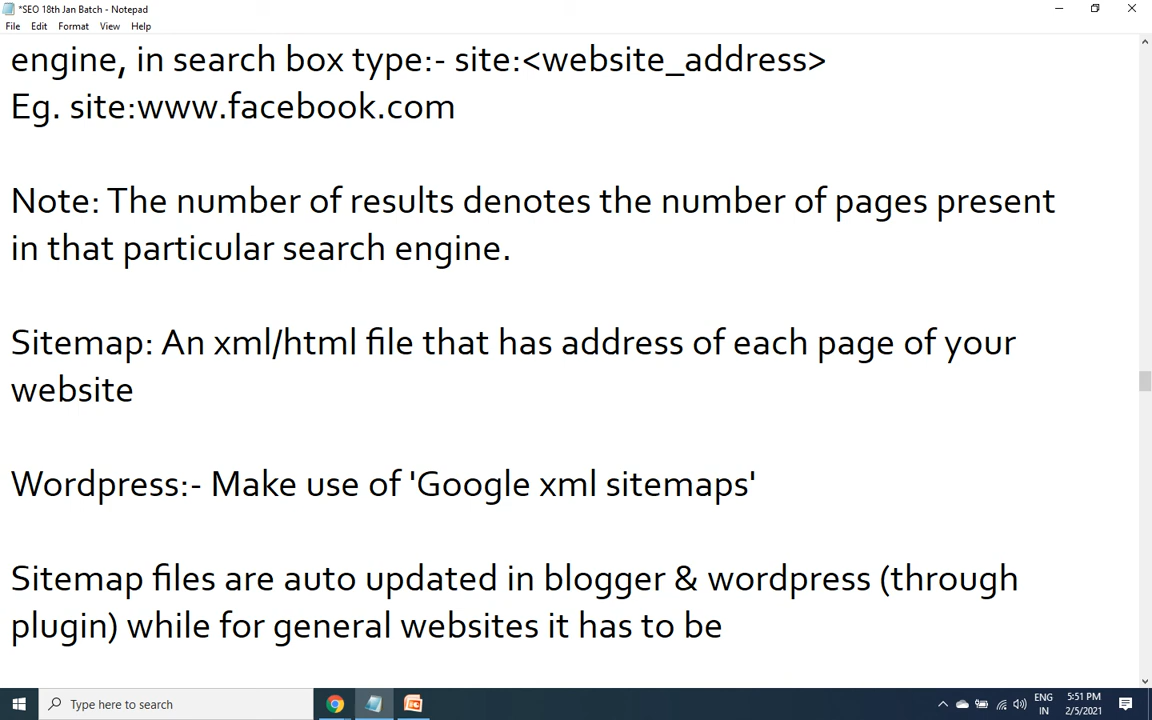 *SEO 18th Jan Batch - Notepad
File Edit Format View Help
engine, in search box type:- site:<website_address>
Eg. site:www.facebook.com
Note: The number of results denotes the number of pages present
in that particular search engine.
Sitemap: An xml/html file that has address of each page of your
website
Wordpress:- Make use of 'Google xml sitemaps'
Sitemap files are auto updated in blogger & wordpress (through
plugin) while for general websites it has to be
Type here to search
ENG
IN
5:51 PM
2/5/2021